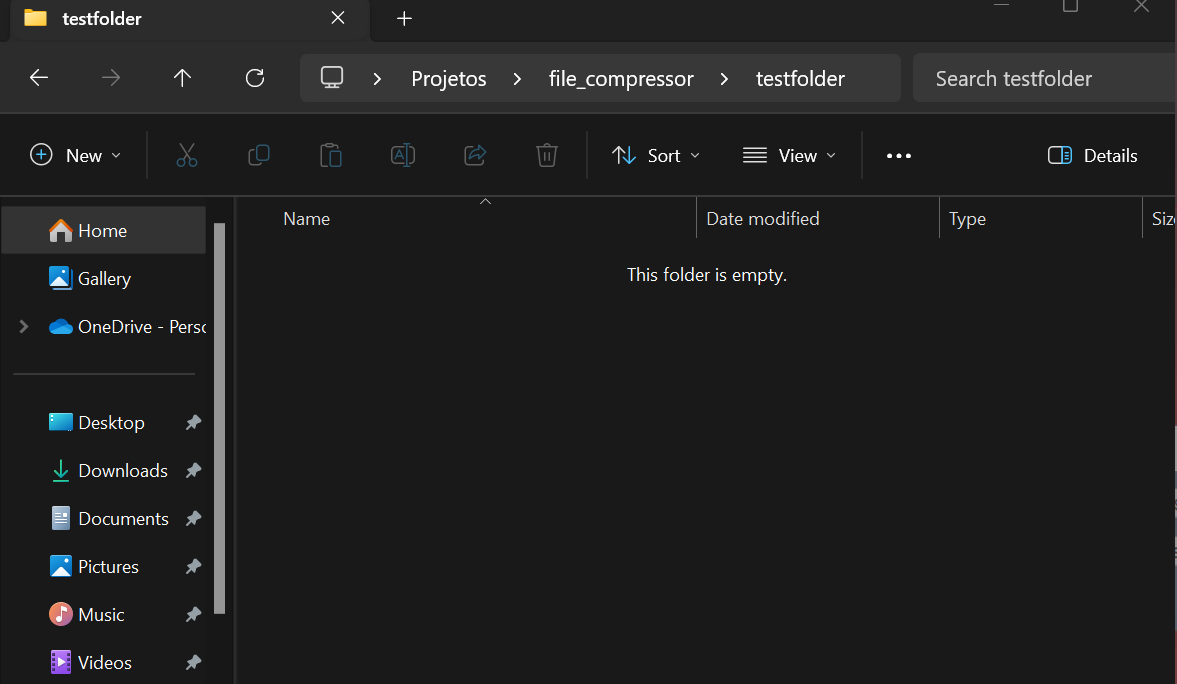 testfolder
Projetos file_compressor testfolder Search testfolder
New Sort View Details
Name Date modified Type
This folder is empty.
Home
Gallery
OneDrive - Perso
Desktop
Downloads
Documents
Pictures
Music
Videos